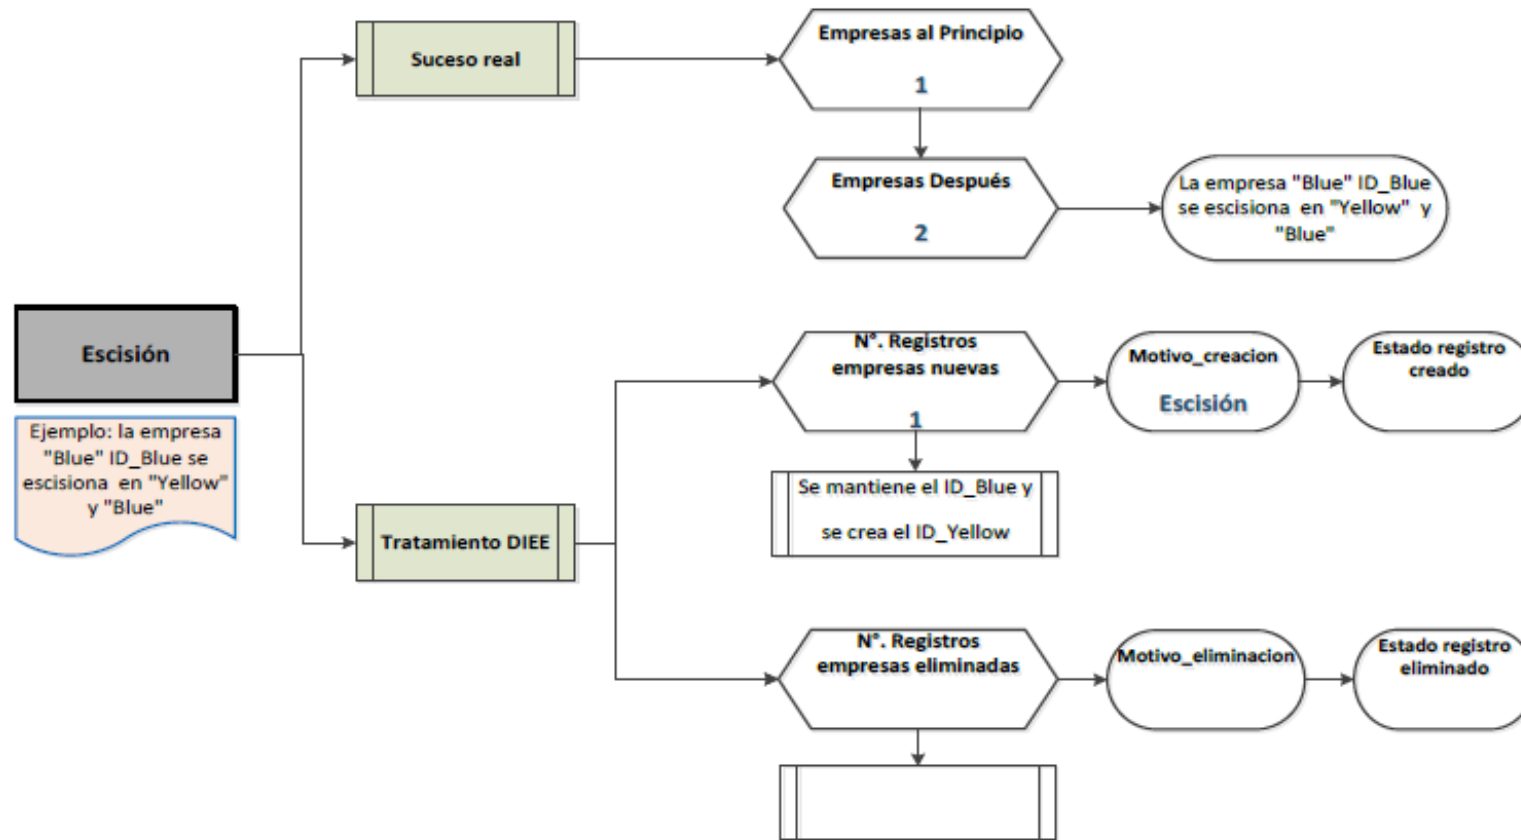 Suceso real
Empresas al Principio
1
Empresas Después
2
La empresa "Blue" ID_Blue
se escisiona en "Yellow" y
"Blue"
Escisión
Ejemplo: la empresa
"Blue" ID_Blue se
escisiona en "Yellow"
y "Blue"
Tratamiento DIEE
N°. Registros
empresas nuevas
1
Motivo_creacion
Escisión
Estado registro
creado
Se mantiene el ID_Blue y
se crea el ID_Yellow
N°. Registros
empresas eliminadas
Motivo_eliminacion
Estado registro
eliminado